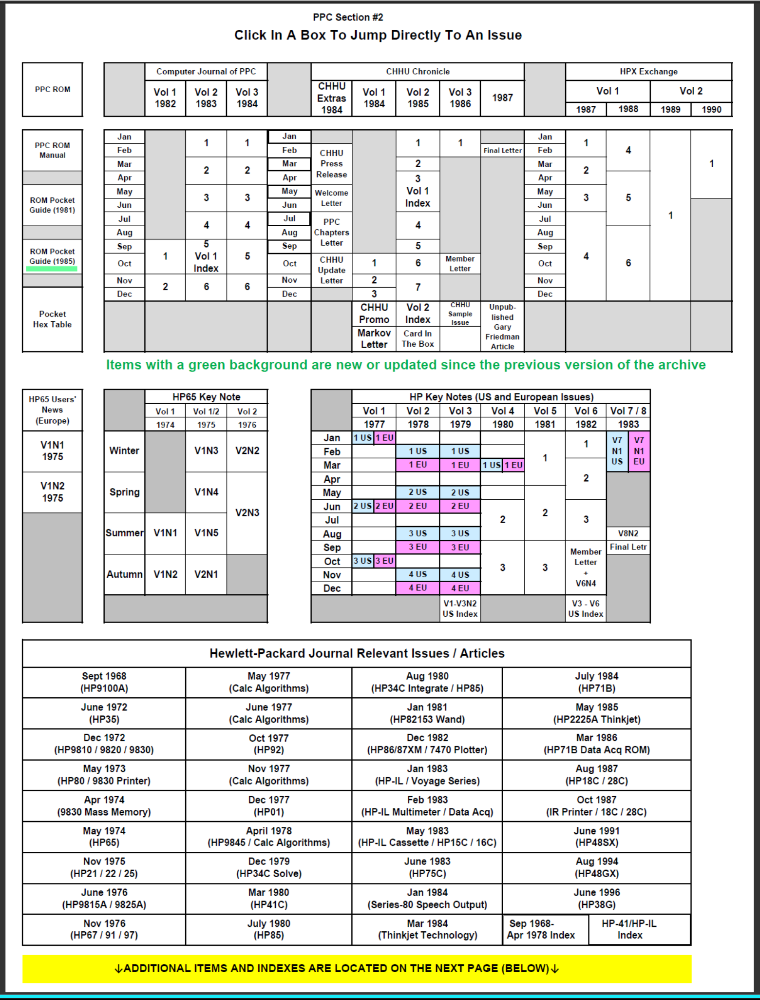 PPC Section #2
Click In A Box To Jump Directly To An Issue
PPC ROM
Computer Journal of PPC
CHHU Chronicle
HPX Exchange
Vol 1
1982
Vol 2
1983
Vol 3
1984
CHHU
Extras
1984
Vol 1
1984
Vol 2
1985
Vol 3
1986
1987
Vol 1
Vol 2
1987
1988
1989
1990
PPC ROM
Manual
ROM Pocket
Guide (1981)
ROM Pocket
Guide (1985)
Pocket
Hex Table
Jan
Feb
Mar
Apr
May
Jun
Jul
Aug
Sep
Oct
Nov
Dec
1
2
1
2
3
4
5
Vol 1
Index
6
1
2
3
4
5
6
Jan
Feb
Mar
Apr
May
Jun
Jul
Aug
Sep
Oct
Nov
Dec
CHHU
Press
Release
Welcome
Letter
PPC
Chapters
Letter
CHHU
Update
Letter
1
2
3
CHHU
Promo
Markov
Letter
1
2
3
Vol 1
Index
4
5
6
7
Vol 2
Index
Card In
The Box
1
Member
Letter
CHHU
Sample
Issue
Final Letter
Unpub-
lished
Gary
Friedman
Article
Jan
Feb
Mar
Apr
May
Jun
Jul
Aug
Sep
Oct
Nov
Dec
1
2
3
4
4
5
6
1
1
Items with a green background are new or updated since the previous version of the archive
HP65 Users'
News
(Europe)
V1N1
1975
V1N2
1975
HP65 Key Note
Vol 1
Vol 1/2
Vol 2
1974
1975
1976
Winter
V1N3
V2N2
Spring
V1N4
V2N3
Summer
V1N1
V1N5
Autumn
V1N2
V2N1
HP Key Notes (US and European Issues)
Vol 1
Vol 2
Vol 3
Vol 4
Vol 5
Vol 6
Vol 7 / 8
1977
1978
1979
1980
1981
1982
1983
Jan
Feb
Mar
Apr
May
Jun
Jul
Aug
Sep
Oct
Nov
Dec
1 US 1 EU
2 US 2 EU
3 US 3 EU
1 US
1 EU
2 US
2 EU
3 US
3 EU
4 US
4 EU
1 US
1 EU
2 US
2 EU
3 US
3 EU
4 US
4 EU
V1-V3N2
US Index
1 US 1 EU
2
3
1
2
3
1
2
3
Member
Letter
+
V6N4
V3 - V6
US Index
V7
N1
US
V7
N1
EU
V8N2
Final Letr
Hewlett-Packard Journal Relevant Issues / Articles
Sept 1968
(HP9100A)
May 1977
(Calc Algorithms)
Aug 1980
(HP34C Integrate / HP85)
July 1984
(HP71B)
June 1972
(HP35)
June 1977
(Calc Algorithms)
Jan 1981
(HP82153 Wand)
May 1985
(HP2225A Thinkjet)
Dec 1972
(HP9810 / 9820 / 9830)
Oct 1977
(HP92)
Dec 1982
(HP86/87XM / 7470 Plotter)
Mar 1986
(HP71B Data Acq ROM)
May 1973
(HP80 / 9830 Printer)
Nov 1977
(Calc Algorithms)
Jan 1983
(HP-IL / Voyage Series)
Aug 1987
(HP18C / 28C)
Apr 1974
(9830 Mass Memory)
Dec 1977
(HP01)
Feb 1983
(HP-IL Multimeter / Data Acq)
Oct 1987
(IR Printer / 18C / 28C)
May 1974
(HP65)
April 1978
(HP9845 / Calc Algorithms)
May 1983
(HP-IL Cassette / HP15C / 16C)
June 1991
(HP48SX)
Nov 1975
(HP21 / 22 / 25)
Dec 1979
(HP34C Solve)
June 1983
(HP75C)
Aug 1994
(HP48GX)
June 1976
(HP9815A / 9825A)
Mar 1980
(HP41C)
Jan 1984
(Series-80 Speech Output)
June 1996
(HP38G)
Nov 1976
(HP67 / 91 / 97)
July 1980
(HP85)
Mar 1984
(Thinkjet Technology)
Sep 1968-
Apr 1978 Index
HP-41/HP-IL
Index
↓ADDITIONAL ITEMS AND INDEXES ARE LOCATED ON THE NEXT PAGE (BELOW)↓